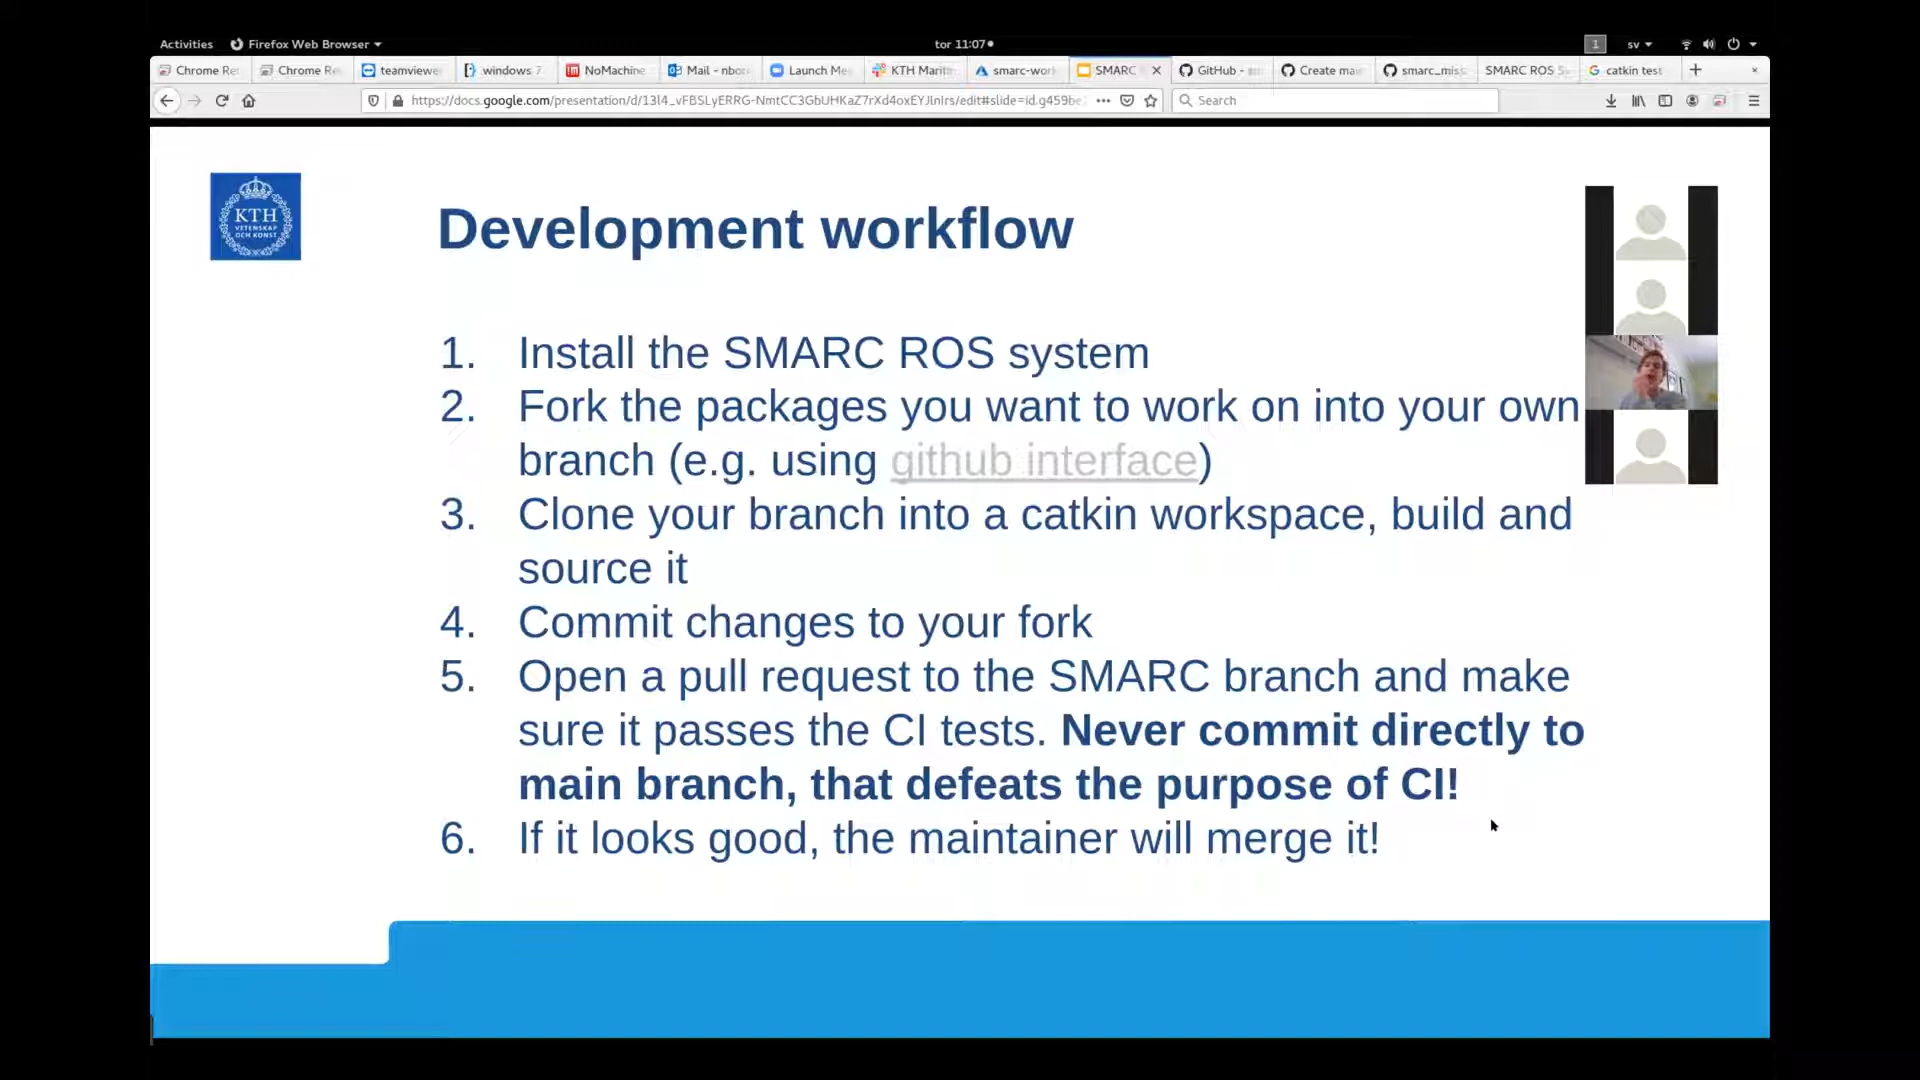 Activities Firefox Web Browser tor 11:07 1 sv
Chrome Re Chrome Re teamviewe windows 7 NoMachine Mail - nbor Launch Me KTH Marit smarc-wor SMARC GitHub - Create ma smarc_mis SMARC ROS S catkin test
https://docs.google.com/presentation/d/13l4_vFBSLyERRG-NmtCC3GbUHKaZ7rXd4oxEYJlnIrs/edit#slide=id.g459be Search
KTH
VETENSKAP
OCH KONST
Development workflow
1. Install the SMARC ROS system
2. Fork the packages you want to work on into your own
branch (e.g. using github interface)
3. Clone your branch into a catkin workspace, build and
source it
4. Commit changes to your fork
5. Open a pull request to the SMARC branch and make
sure it passes the CI tests. Never commit directly to
main branch, that defeats the purpose of CI!
6. If it looks good, the maintainer will merge it!